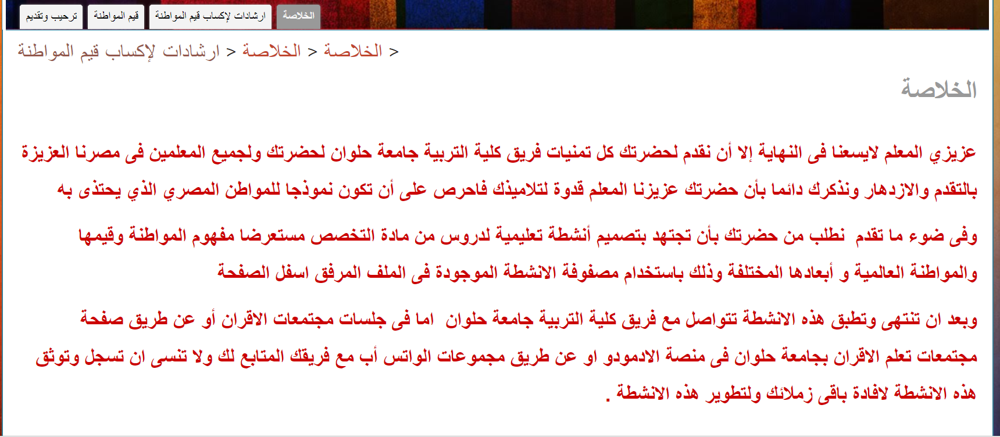 ترحيب وتقديم
قيم المواطنة
ارشادات لإكساب قيم المواطنة
الخلاصة
ارشادات لإكساب قيم المواطنة > الخلاصة > الخلاصة >
الخلاصة
عزيزي المعلم لايسعنا فى النهاية إلا أن نقدم لحضرتك كل تمنيات فريق كلية التربية جامعة حلوان لحضرتك ولجميع المعلمين فى مصرنا العزيزة
بالتقدم والازدهار ونذكرك دائما بأن حضرتك عزيزنا المعلم قدوة لتلاميذك فاحرص على أن تكون نموذجا للمواطن المصري الذي يحتذى به
وفى ضوء ما تقدم نطلب من حضرتك بأن تجتهد بتصميم أنشطة تعليمية لدروس من مادة التخصص مستعرضا مفهوم المواطنة وقيمها
والمواطنة العالمية و أبعادها المختلفة وذلك باستخدام مصفوفة الانشطة الموجودة فى الملف المرفق اسفل الصفحة
وبعد ان تنتهى وتطبق هذه الانشطة تتواصل مع فريق كلية التربية جامعة حلوان اما فى جلسات مجتمعات الاقران أو عن طريق صفحة
مجتمعات تعلم الاقران بجامعة حلوان فى منصة الادمودو او عن طريق مجموعات الواتس أب مع فريقك المتابع لك ولا تنسى ان تسجل وتوثق
هذه الانشطة لافادة باقى زملائك ولتطوير هذه الانشطة .